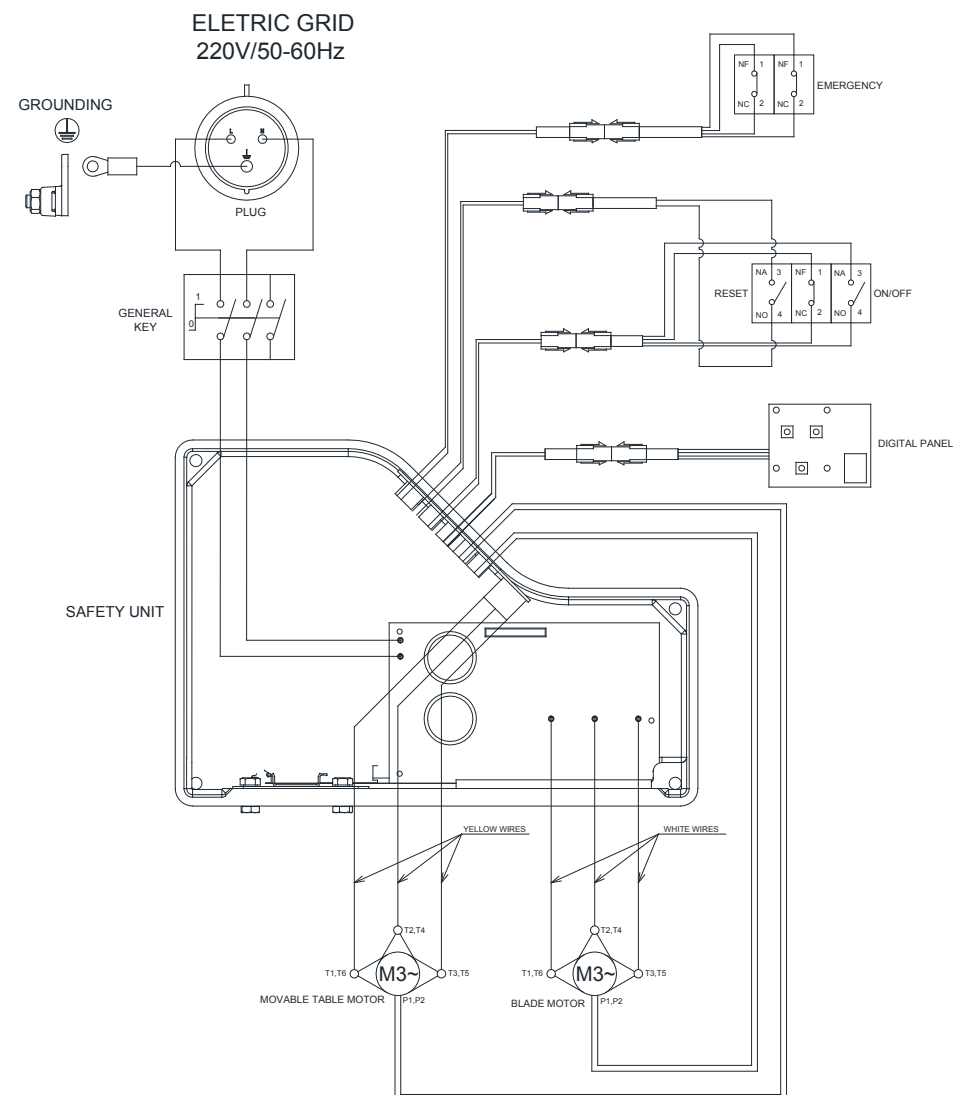 ELETRIC GRID
220V/50-60Hz
GROUNDING
L
N
PLUG
NF 1 NF 1
NC 2 NC 2
EMERGENCY
GENERAL
KEY
1
0
RESET
NA 3 NF 1 NA 3
NO 4 NC 2 NO 4
ON/OFF
DIGITAL PANEL
SAFETY UNIT
YELLOW WIRES
WHITE WIRES
T2,T4
T1,T6
M3~
T3,T5
MOVABLE TABLE MOTOR
P1,P2
T2,T4
T1,T6
M3~
T3,T5
BLADE MOTOR
P1,P2